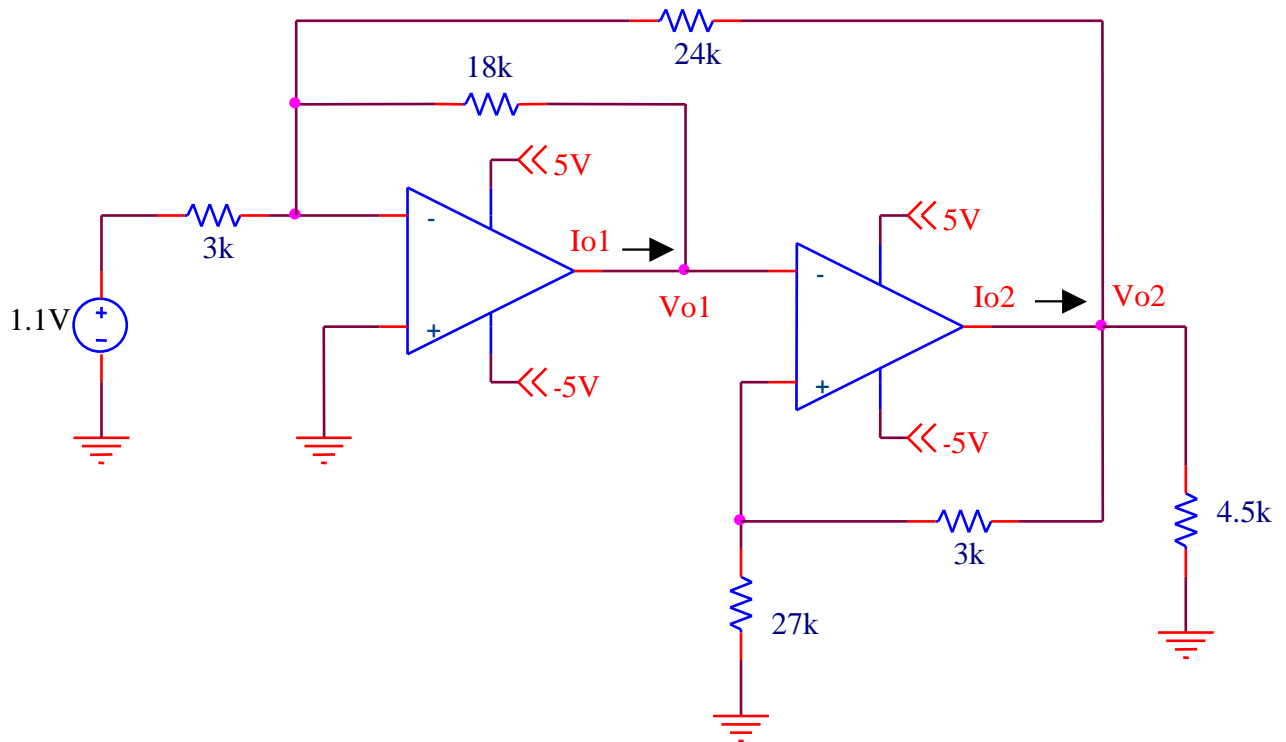 24k
18k
5V
3k
-
Io1
5V
-
Vo1
Io2
Vo2
1.1V
+
-
+
-5V
+
-5V
4.5k
3k
27k